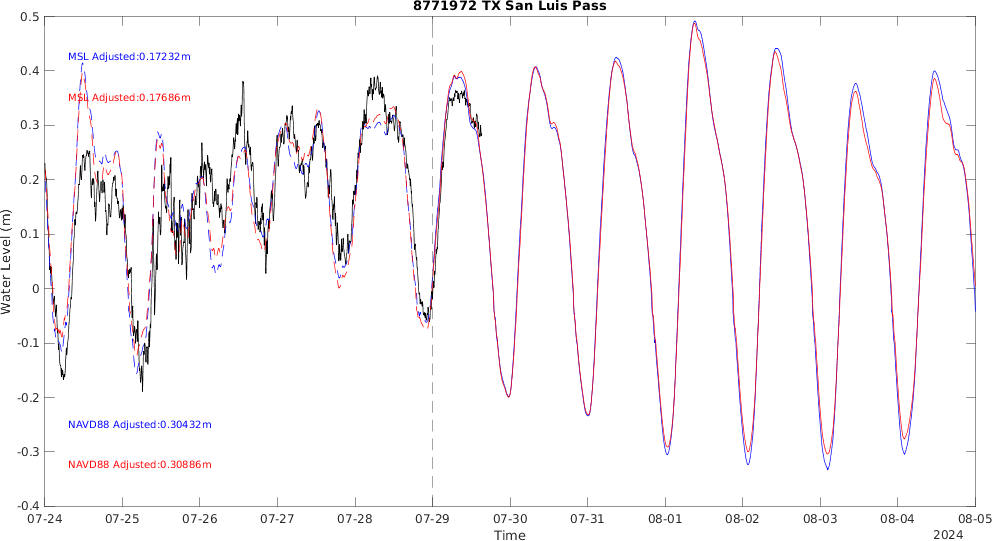 8771972 TX San Luis Pass
0.5
0.4
0.3
0.2
0.1
0
-0.1
-0.2
-0.3
-0.4
Water Level (m)
MSL Adjusted:0.17232m
MSL Adjusted:0.17686m
NAVD88 Adjusted:0.30432m
NAVD88 Adjusted:0.30886m
07-24 07-25 07-26 07-27 07-28 07-29 07-30 07-31 08-01 08-02 08-03 08-04 08-05
Time
2024